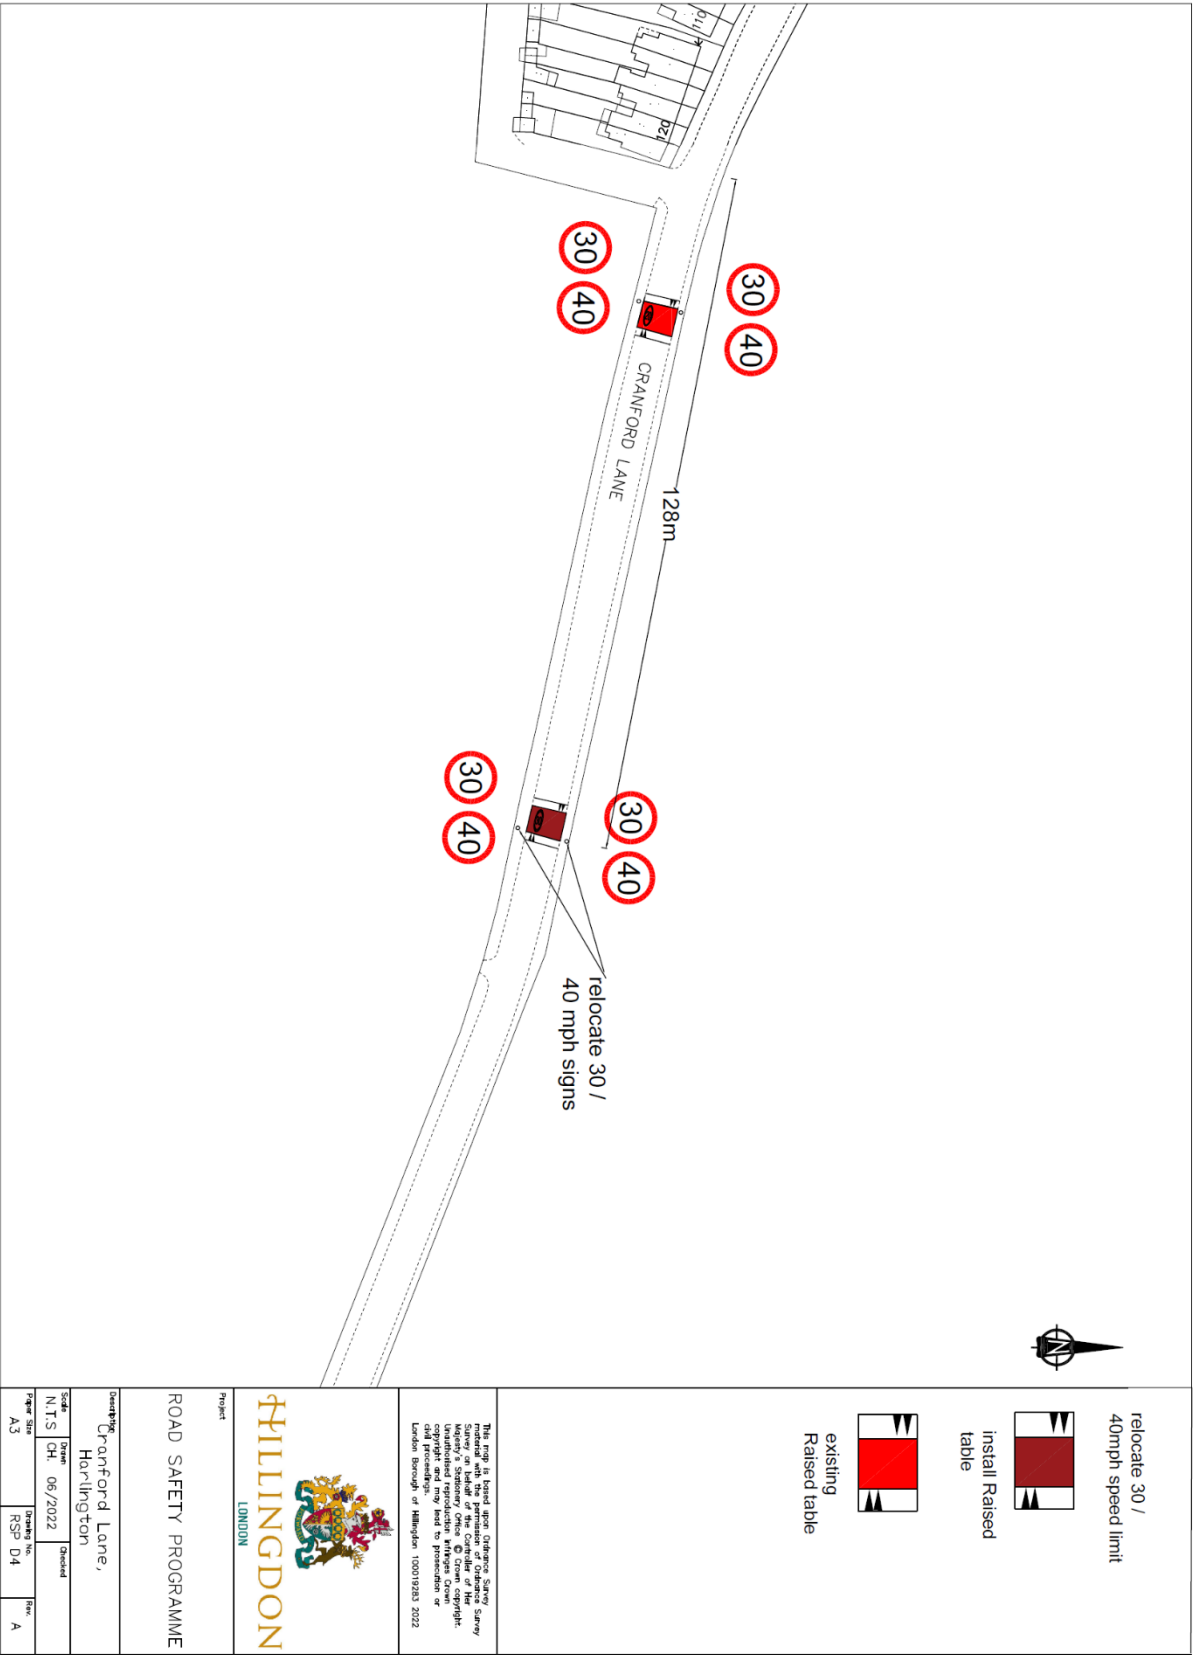 110
120
30
40
30
40
CRANFORD LANE
128m
30
40
30
40
relocate 30 /
40 mph signs
relocate 30 /
40mph speed limit
install Raised
table
existing
Raised table
N
This map is based upon Ordnance Survey
material with the permission of Ordnance Survey
Survey on behalf of the Controller of Her
Majesty's Stationery Office © Crown copyright.
Unauthorised reproduction infringes Crown
copyright and may lead to prosecution or
civil proceedings.
London Borough of Hillingdon 100019283 2022
HILLINGDON
LONDON
Project
ROAD SAFETY PROGRAMME
Description
Cranford Lane,
Harlington
Scale
N.T.S
Drawn
CH. 06/2022
Checked
Paper Size
A3
Drawing No.
RSP D4
Rev.
A